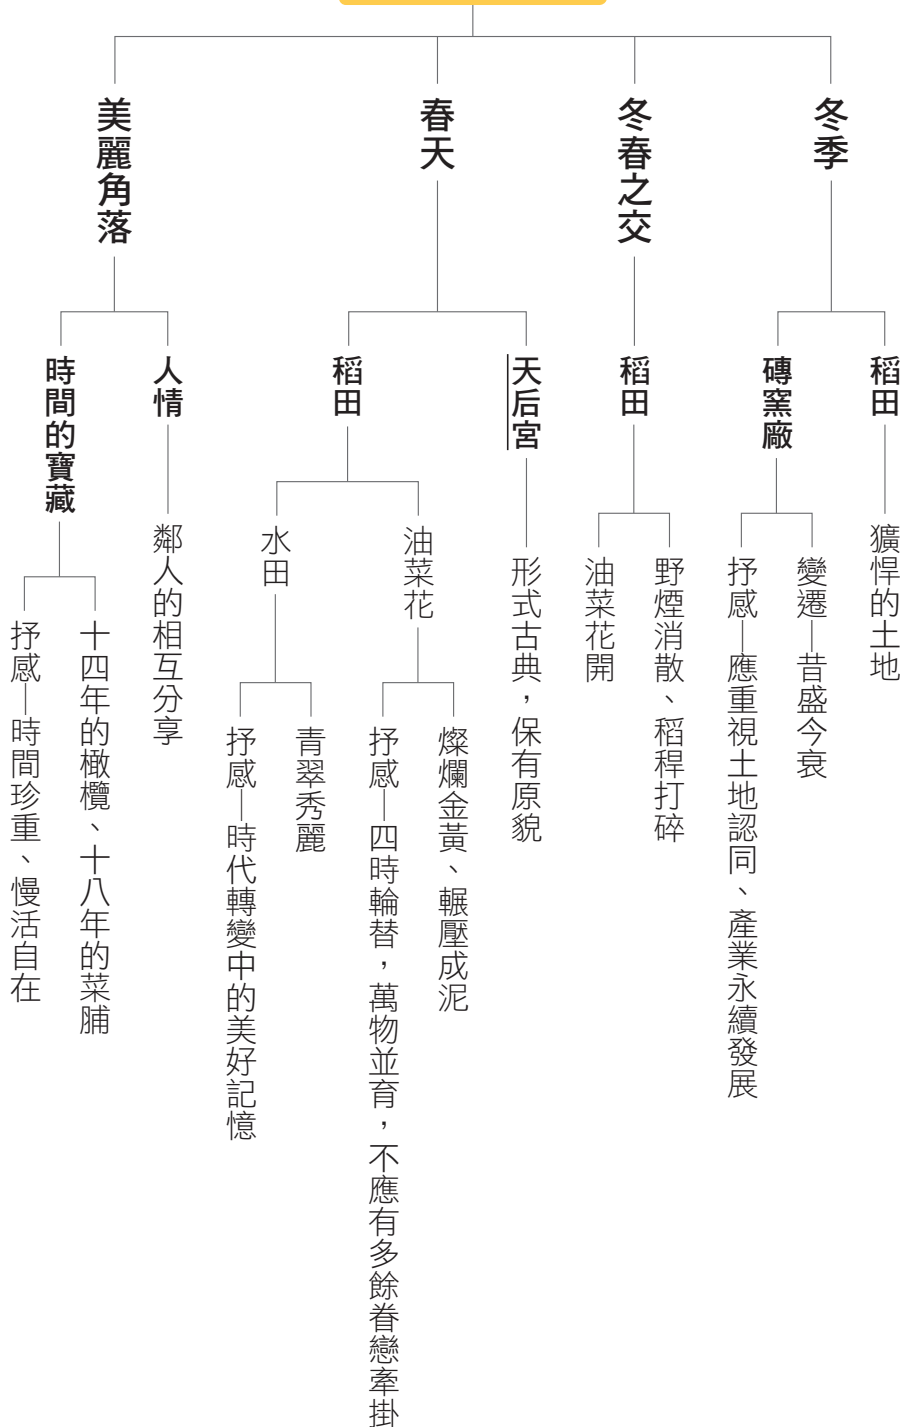 冬季
稻田
獷悍的土地
磚窯廠
變遷—昔盛今衰
抒感—應重視土地認同、產業永續發展
冬春之交
稻田
野煙消散、稻稈打碎
油菜花開
春天
天后宮
形式古典，保有原貌
稻田
油菜花
燦爛金黃、輾壓成泥
抒感—四時輪替，萬物並育，不應有多餘眷戀牽掛
水田
青翠秀麗
抒感—時代轉變中的美好記憶
美麗角落
人情
鄰人的相互分享
時間的寶藏
十四年的橄欖、十八年的菜脯
抒感—時間珍重、慢活自在